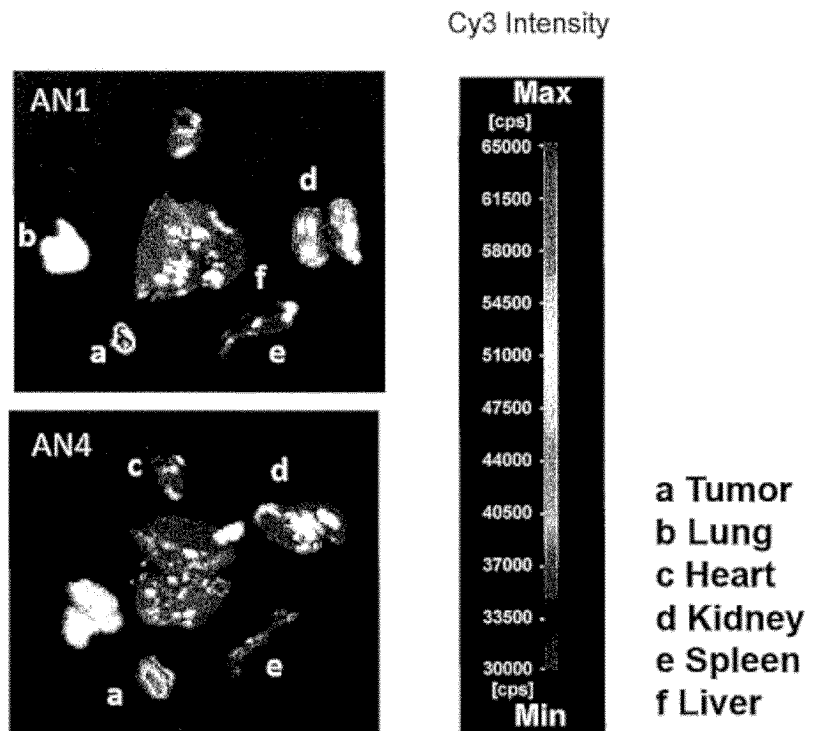 Cy3 Intensity
AN1
b
d
f
a
e
AN4
c
d
a
e
Max
[cps]
65000
61500
58000
54500
51000
47500
44000
40500
37000
33500
30000
[cps]
Min
a Tumor
b Lung
c Heart
d Kidney
e Spleen
f Liver